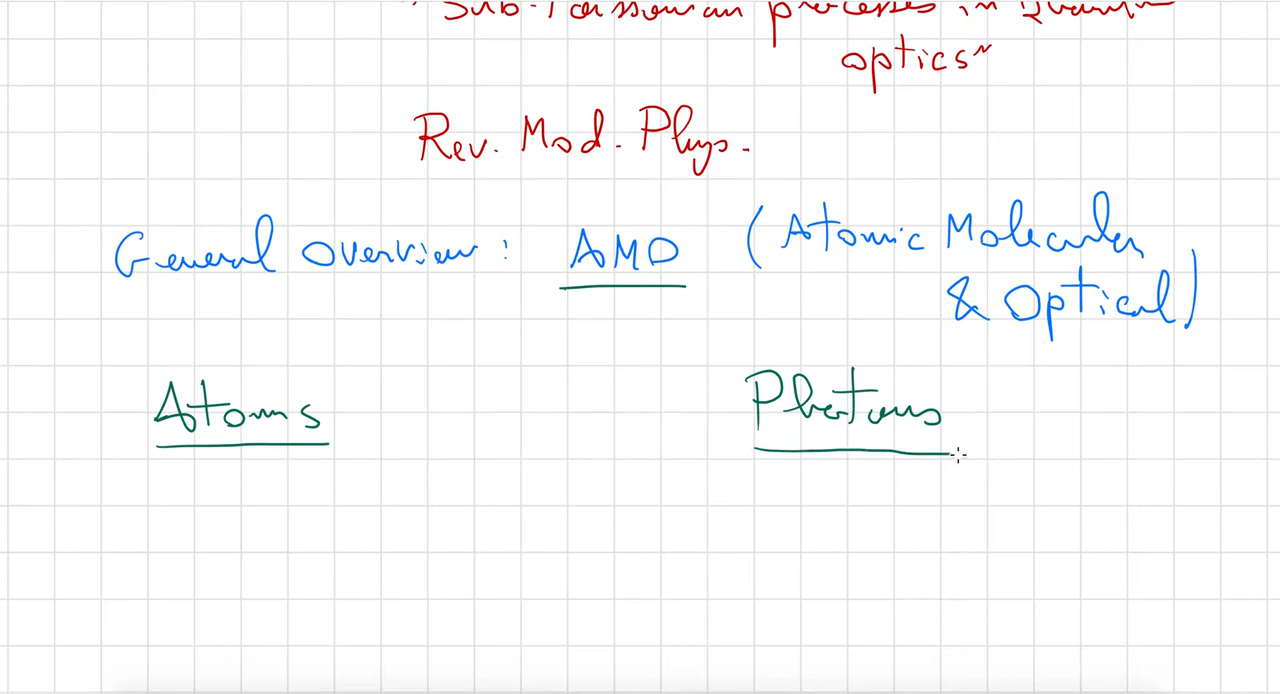 " Sub-Poissonian processes in Quantum
optics"
Rev. Mod. Phys.
General Overview : AMO (Atomic Molecular
& Optical)
Atoms Photons